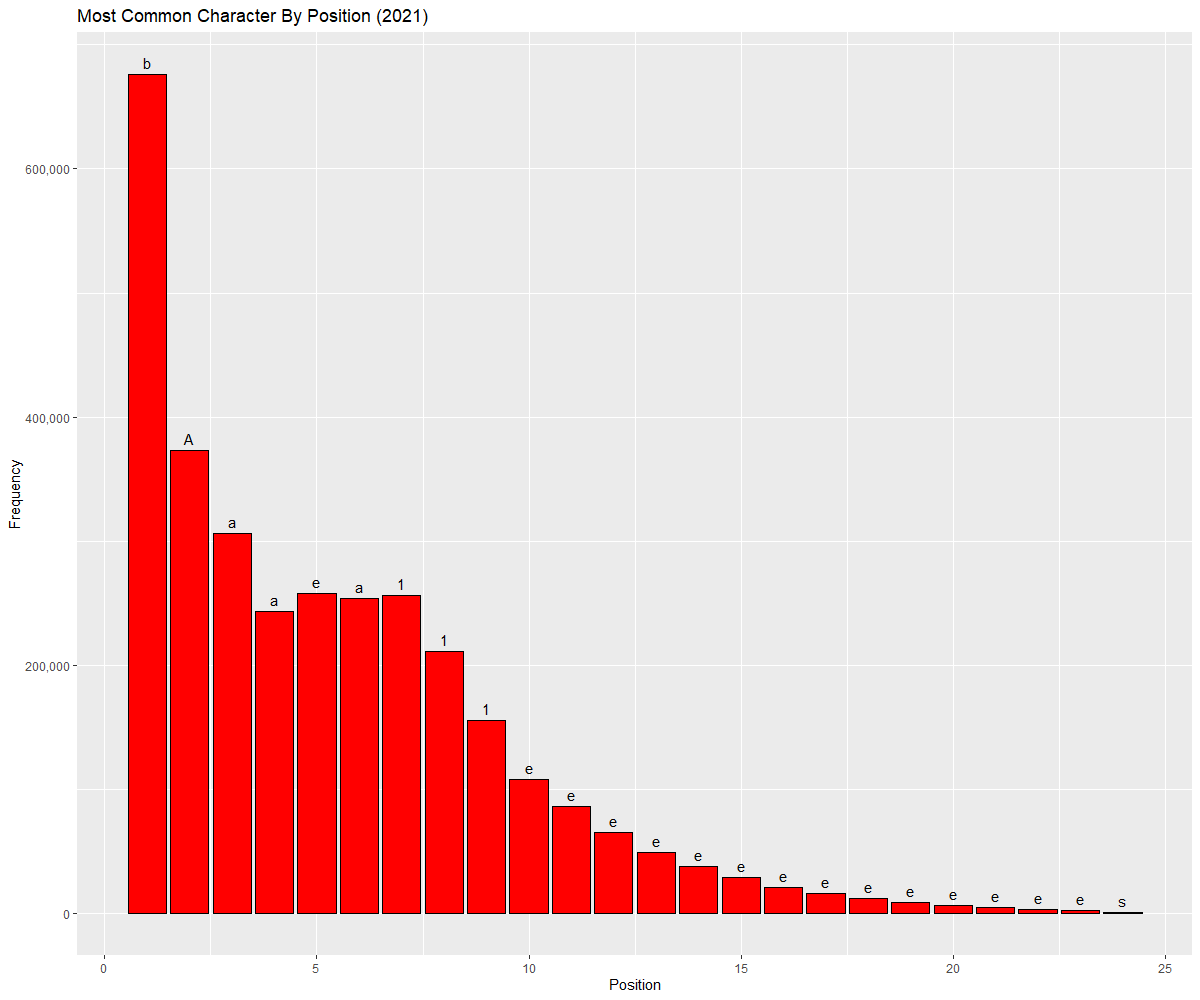 Most Common Character By Position (2021)
b
A
a
a
e
a
1
1
1
e
e
e
e
e
e
e
e
e
e
e
e
e
e
s
600,000
400,000
200,000
0
Frequency
0 5 10 15 20 25
Position